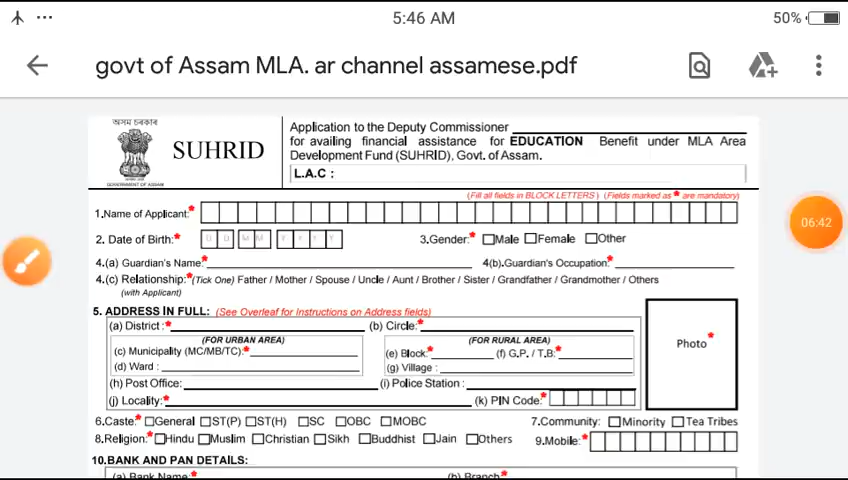 5:46 AM
50%
govt of Assam MLA. ar channel assamese.pdf
অসম চৰকাৰ
GOVERNMENT OF ASSAM
SUHRID
Application to the Deputy Commissioner
for availing financial assistance for EDUCATION Benefit under MLA Area
Development Fund (SUHRID), Govt. of Assam.
L.A.C :
(Fill all fields in BLOCK LETTERS) (Fields marked as * are mandatory)
1.Name of Applicant:*
2. Date of Birth:* D D M M Y Y Y Y 3.Gender:* Male Female Other
06:42
4.(a) Guardian's Name:* 4(b).Guardian's Occupation:*
4.(c) Relationship:*(Tick One) Father / Mother / Spouse / Uncle / Aunt / Brother / Sister / Grandfather / Grandmother / Others
(with Applicant)
5. ADDRESS IN FULL: (See Overleaf for Instructions on Address fields)
(a) District :* (b) Circle:*
(FOR URBAN AREA) (FOR RURAL AREA)
(c) Municipality (MC/MB/TC):* (e) Block:* (f) G.P. / T.B:*
(d) Ward : (g) Village :
Photo *
(h) Post Office: (i) Police Station :
(j) Locality:* (k) PIN Code:*
6.Caste:* General ST(P) ST(H) SC OBC MOBC 7.Community: Minority Tea Tribes
8.Religion:* Hindu Muslim Christian Sikh Buddhist Jain Others 9.Mobile:*
10.BANK AND PAN DETAILS:
(a) Bank Name:* (b) Branch:*